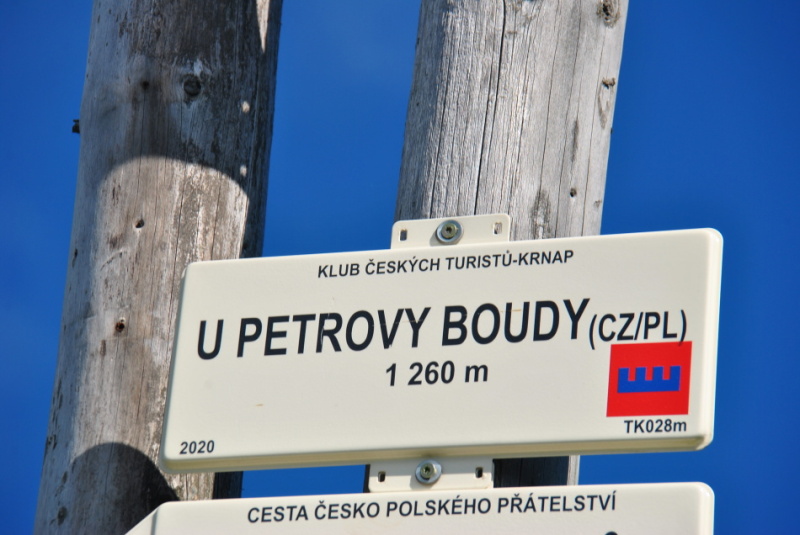 KLUB ČESKÝCH TURISTŮ-KRNAP
U PETROVY BOUDY (CZ/PL)
1 260 m
2020
TK028m
CESTA ČESKO POLSKÉHO PŘÁTELSTVÍ